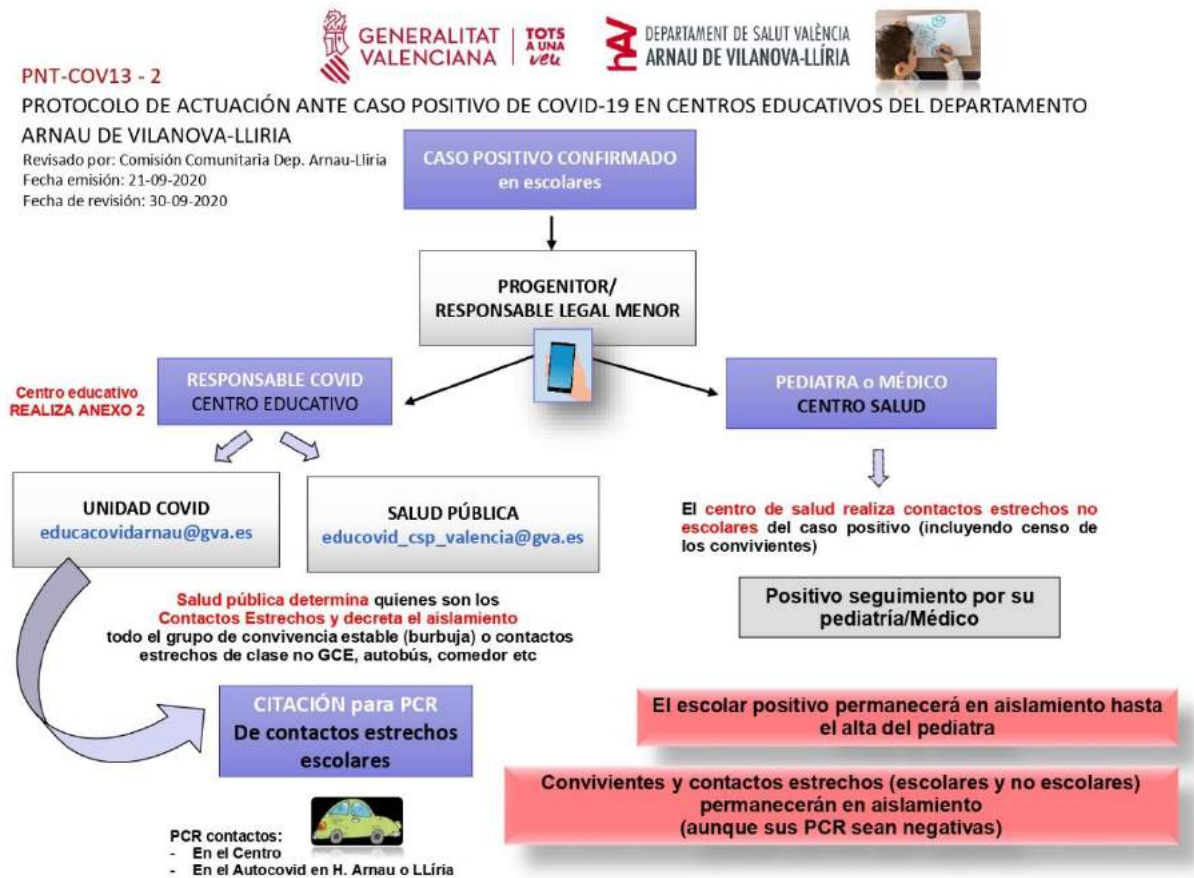 GENERALITAT
VALENCIANA
TOTS
A UNA
veu
DEPARTAMENT DE SALUT VALÈNCIA
ARNAU DE VILANOVA-LLÍRIA
PNT-COV13 - 2
PROTOCOLO DE ACTUACIÓN ANTE CASO POSITIVO DE COVID-19 EN CENTROS EDUCATIVOS DEL DEPARTAMENTO
ARNAU DE VILANOVA-LLIRIA
Revisado por: Comisión Comunitaria Dep. Arnau-Lliria
Fecha emisión: 21-09-2020
Fecha de revisión: 30-09-2020
CASO POSITIVO CONFIRMADO
en escolares
PROGENITOR/
RESPONSABLE LEGAL MENOR
Centro educativo
REALIZA ANEXO 2
RESPONSABLE COVID
CENTRO EDUCATIVO
PEDIATRA o MÉDICO
CENTRO SALUD
UNIDAD COVID
educacovidarnau@gva.es
SALUD PÚBLICA
educovid_csp_valencia@gva.es
El centro de salud realiza contactos estrechos no
escolares del caso positivo (incluyendo censo de
los convivientes)
Positivo seguimiento por su
pediatría/Médico
Salud pública determina quienes son los
Contactos Estrechos y decreta el aislamiento
todo el grupo de convivencia estable (burbuja) o contactos
estrechos de clase no GCE, autobús, comedor etc
CITACIÓN para PCR
De contactos estrechos
escolares
El escolar positivo permanecerá en aislamiento hasta
el alta del pediatra
Convivientes y contactos estrechos (escolares y no escolares)
permanecerán en aislamiento
(aunque sus PCR sean negativas)
PCR contactos:
- En el Centro
- En el Autocovid en H. Arnau o LLíria